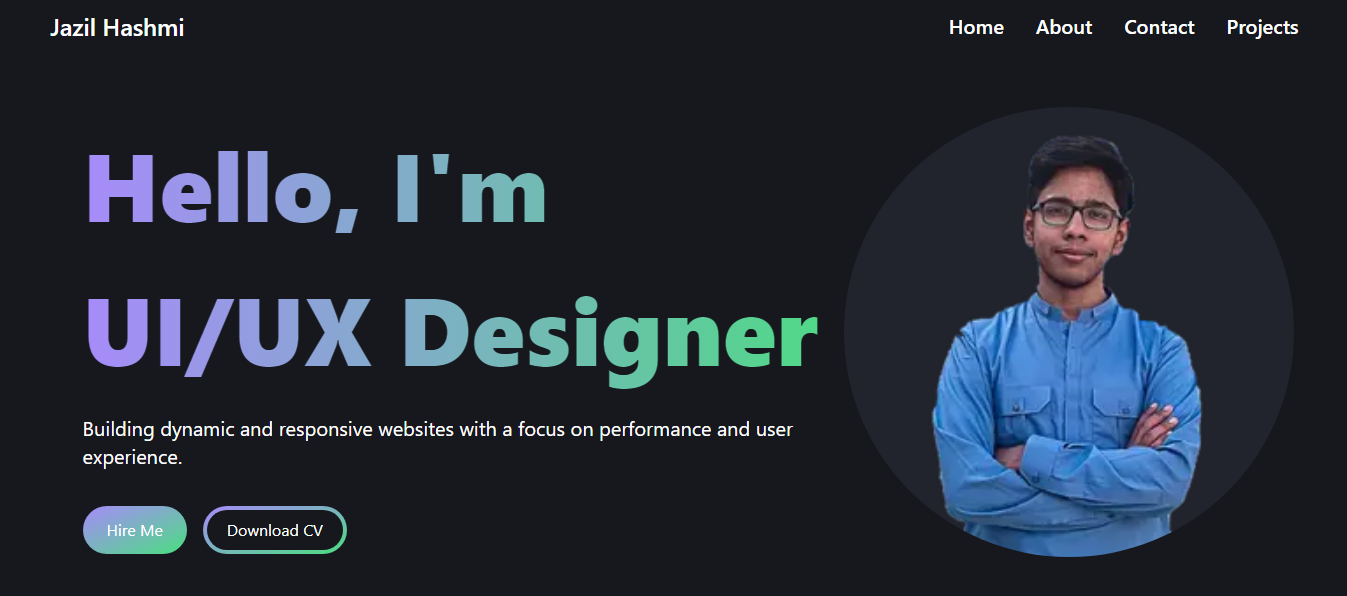 Jazil Hashmi
Home About Contact Projects
Hello, I'm
UI/UX Designer
Building dynamic and responsive websites with a focus on performance and user
experience.
Hire Me Download CV